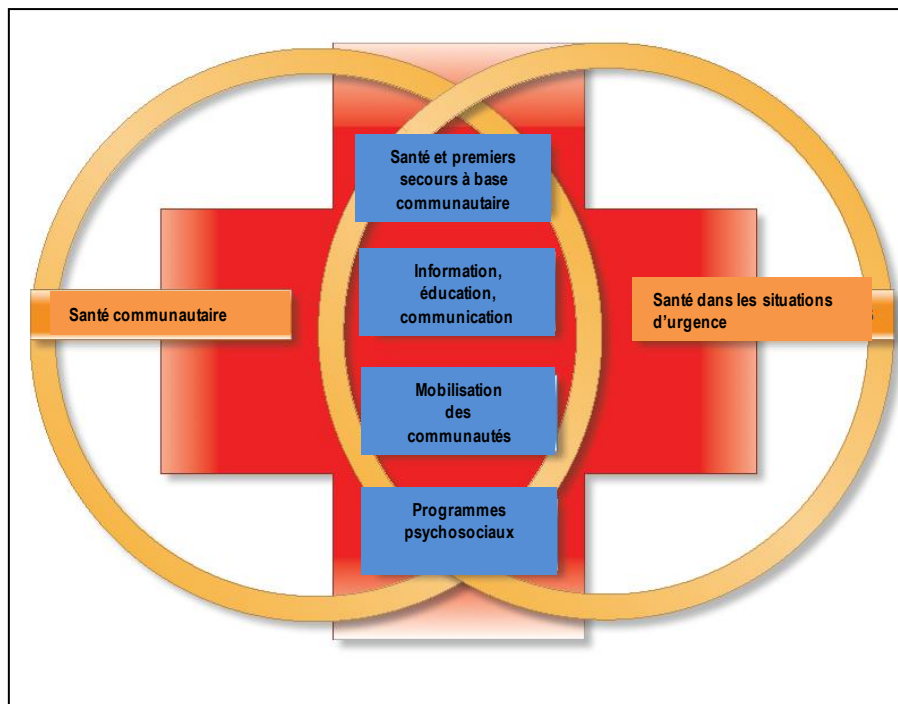 Santé et premiers
secours à base
communautaire
Information,
éducation,
communication
Santé communautaire
Santé dans les situations
d'urgence
Mobilisation
des
communautés
Programmes
psychosociaux